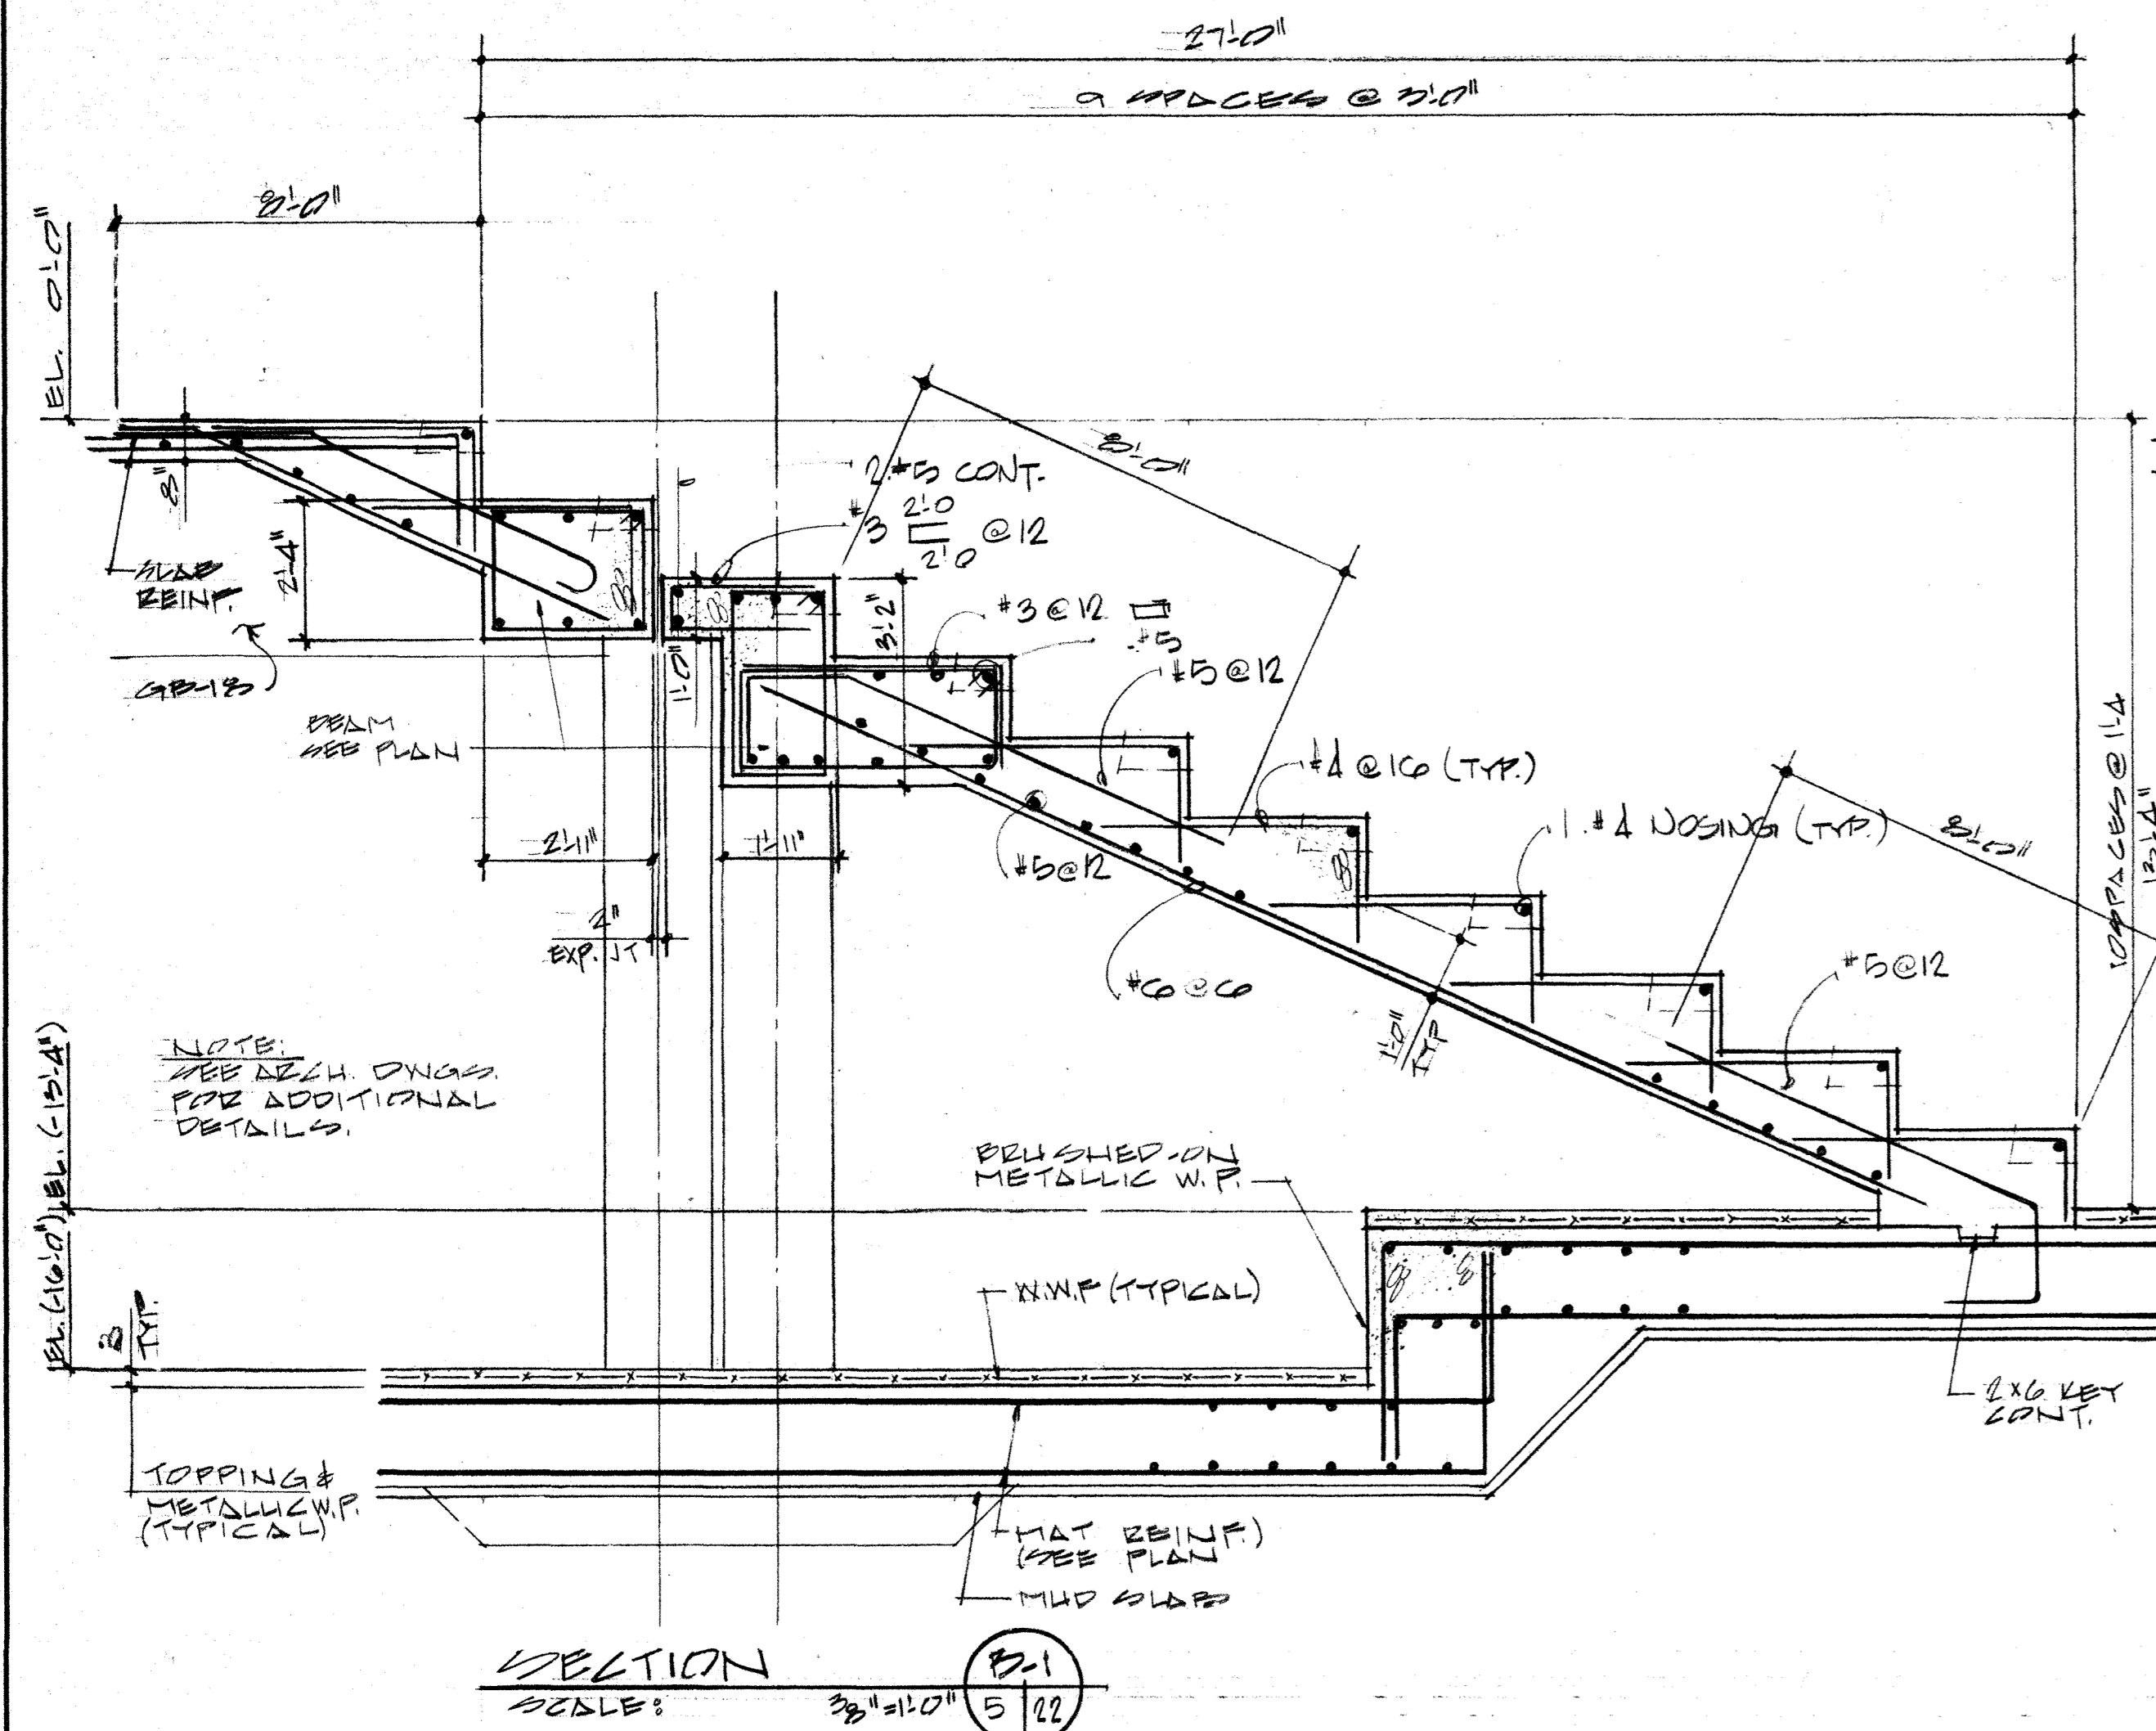 27'-0"
9 SPACES @ 3'-0"
8'-0"
EL. 0'-0"
8'-0"
2-#5 CONT.
2'-0
#3 @12
2'-0
8"
SLAB
REINF.
2'-4"
GB-18
1'-0"
3'-2"
#3 @ 12
#5
#5 @ 12
BEAM
SEE PLAN
#4 @ 16 (TYP.)
1-#4 NOSING (TYP.)
8'-0"
10 SPACES @ 1'-4
13'-4"
2'-11"
1'-11"
#5@12
2"
EXP. JT
#6 @ 6
#5@12
1'-0"
TYP
NOTE:
SEE ARCH. DWGS.
FOR ADDITIONAL
DETAILS.
EL. (-13'-4")
BRUSHED-ON
METALLIC W.P.
EL. (-16'-0")
3"
TYP.
W.W.F (TYPICAL)
2X6 KEY
CONT.
TOPPING &
METALLIC W.P.
(TYPICAL)
MAT REINF.)
(SEE PLAN
MUD SLAB
SECTION
B-1
SCALE: 3/8"=1'-0"
5 22